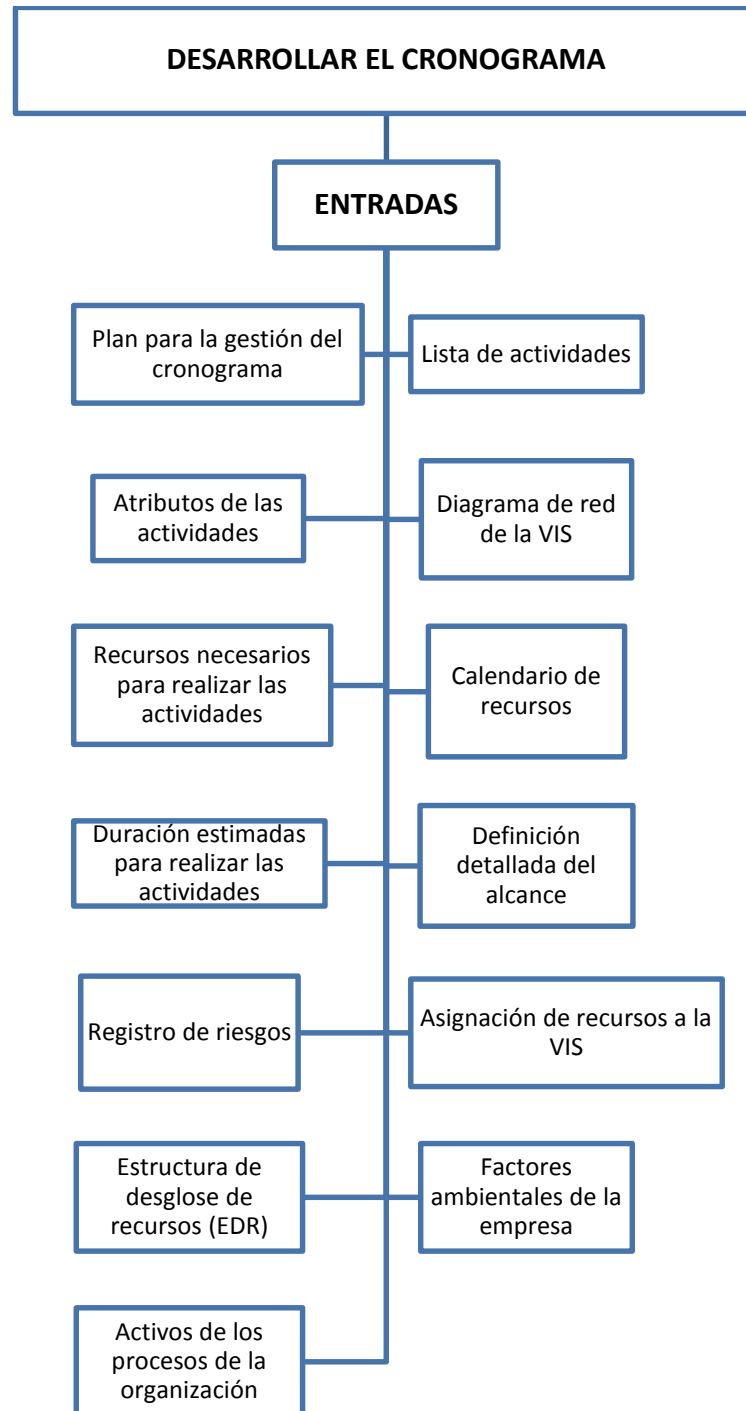 DESARROLLAR EL CRONOGRAMA
ENTRADAS
Plan para la gestión del
cronograma
Lista de actividades
Atributos de las
actividades
Diagrama de red
de la VIS
Recursos necesarios
para realizar las
actividades
Calendario de
recursos
Duración estimadas
para realizar las
actividades
Definición
detallada del
alcance
Registro de riesgos
Asignación de recursos a la
VIS
Estructura de
desglose de
recursos (EDR)
Factores
ambientales de la
empresa
Activos de los
procesos de la
organización